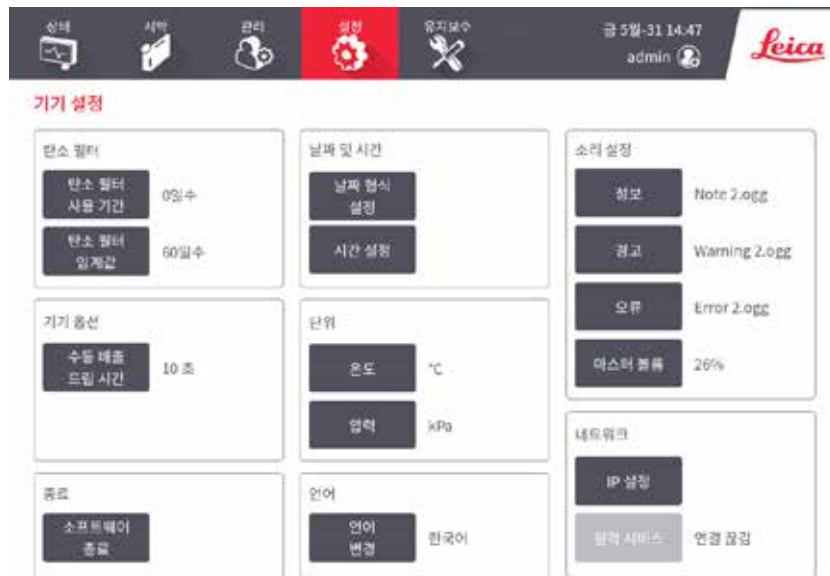 상태
시약
관리
설정
유지보수
금 5월-31 14:47
admin
Leica
기기 설정
탄소 필터
탄소 필터
사용 기간
0일수
탄소 필터
임계값
60일수
기기 옵션
수동 배출
드립 시간
10 초
종료
소프트웨어
종료
날짜 및 시간
날짜 형식
설정
시간 설정
단위
온도
°C
압력
kPa
언어
언어
변경
한국어
소리 설정
정보
Note 2.ogg
경고
Warning 2.ogg
오류
Error 2.ogg
마스터 볼륨
26%
네트워크
IP 설정
원격 서비스
연결 끊김